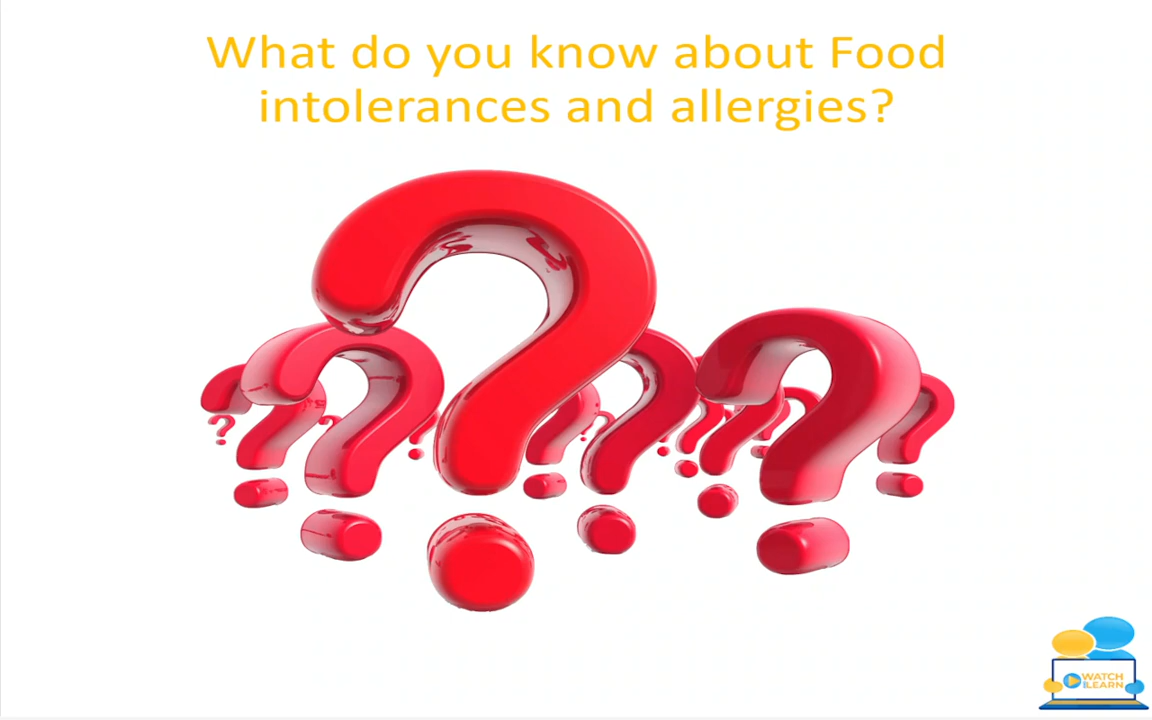 What do you know about Food
intolerances and allergies?
WATCH
& LEARN